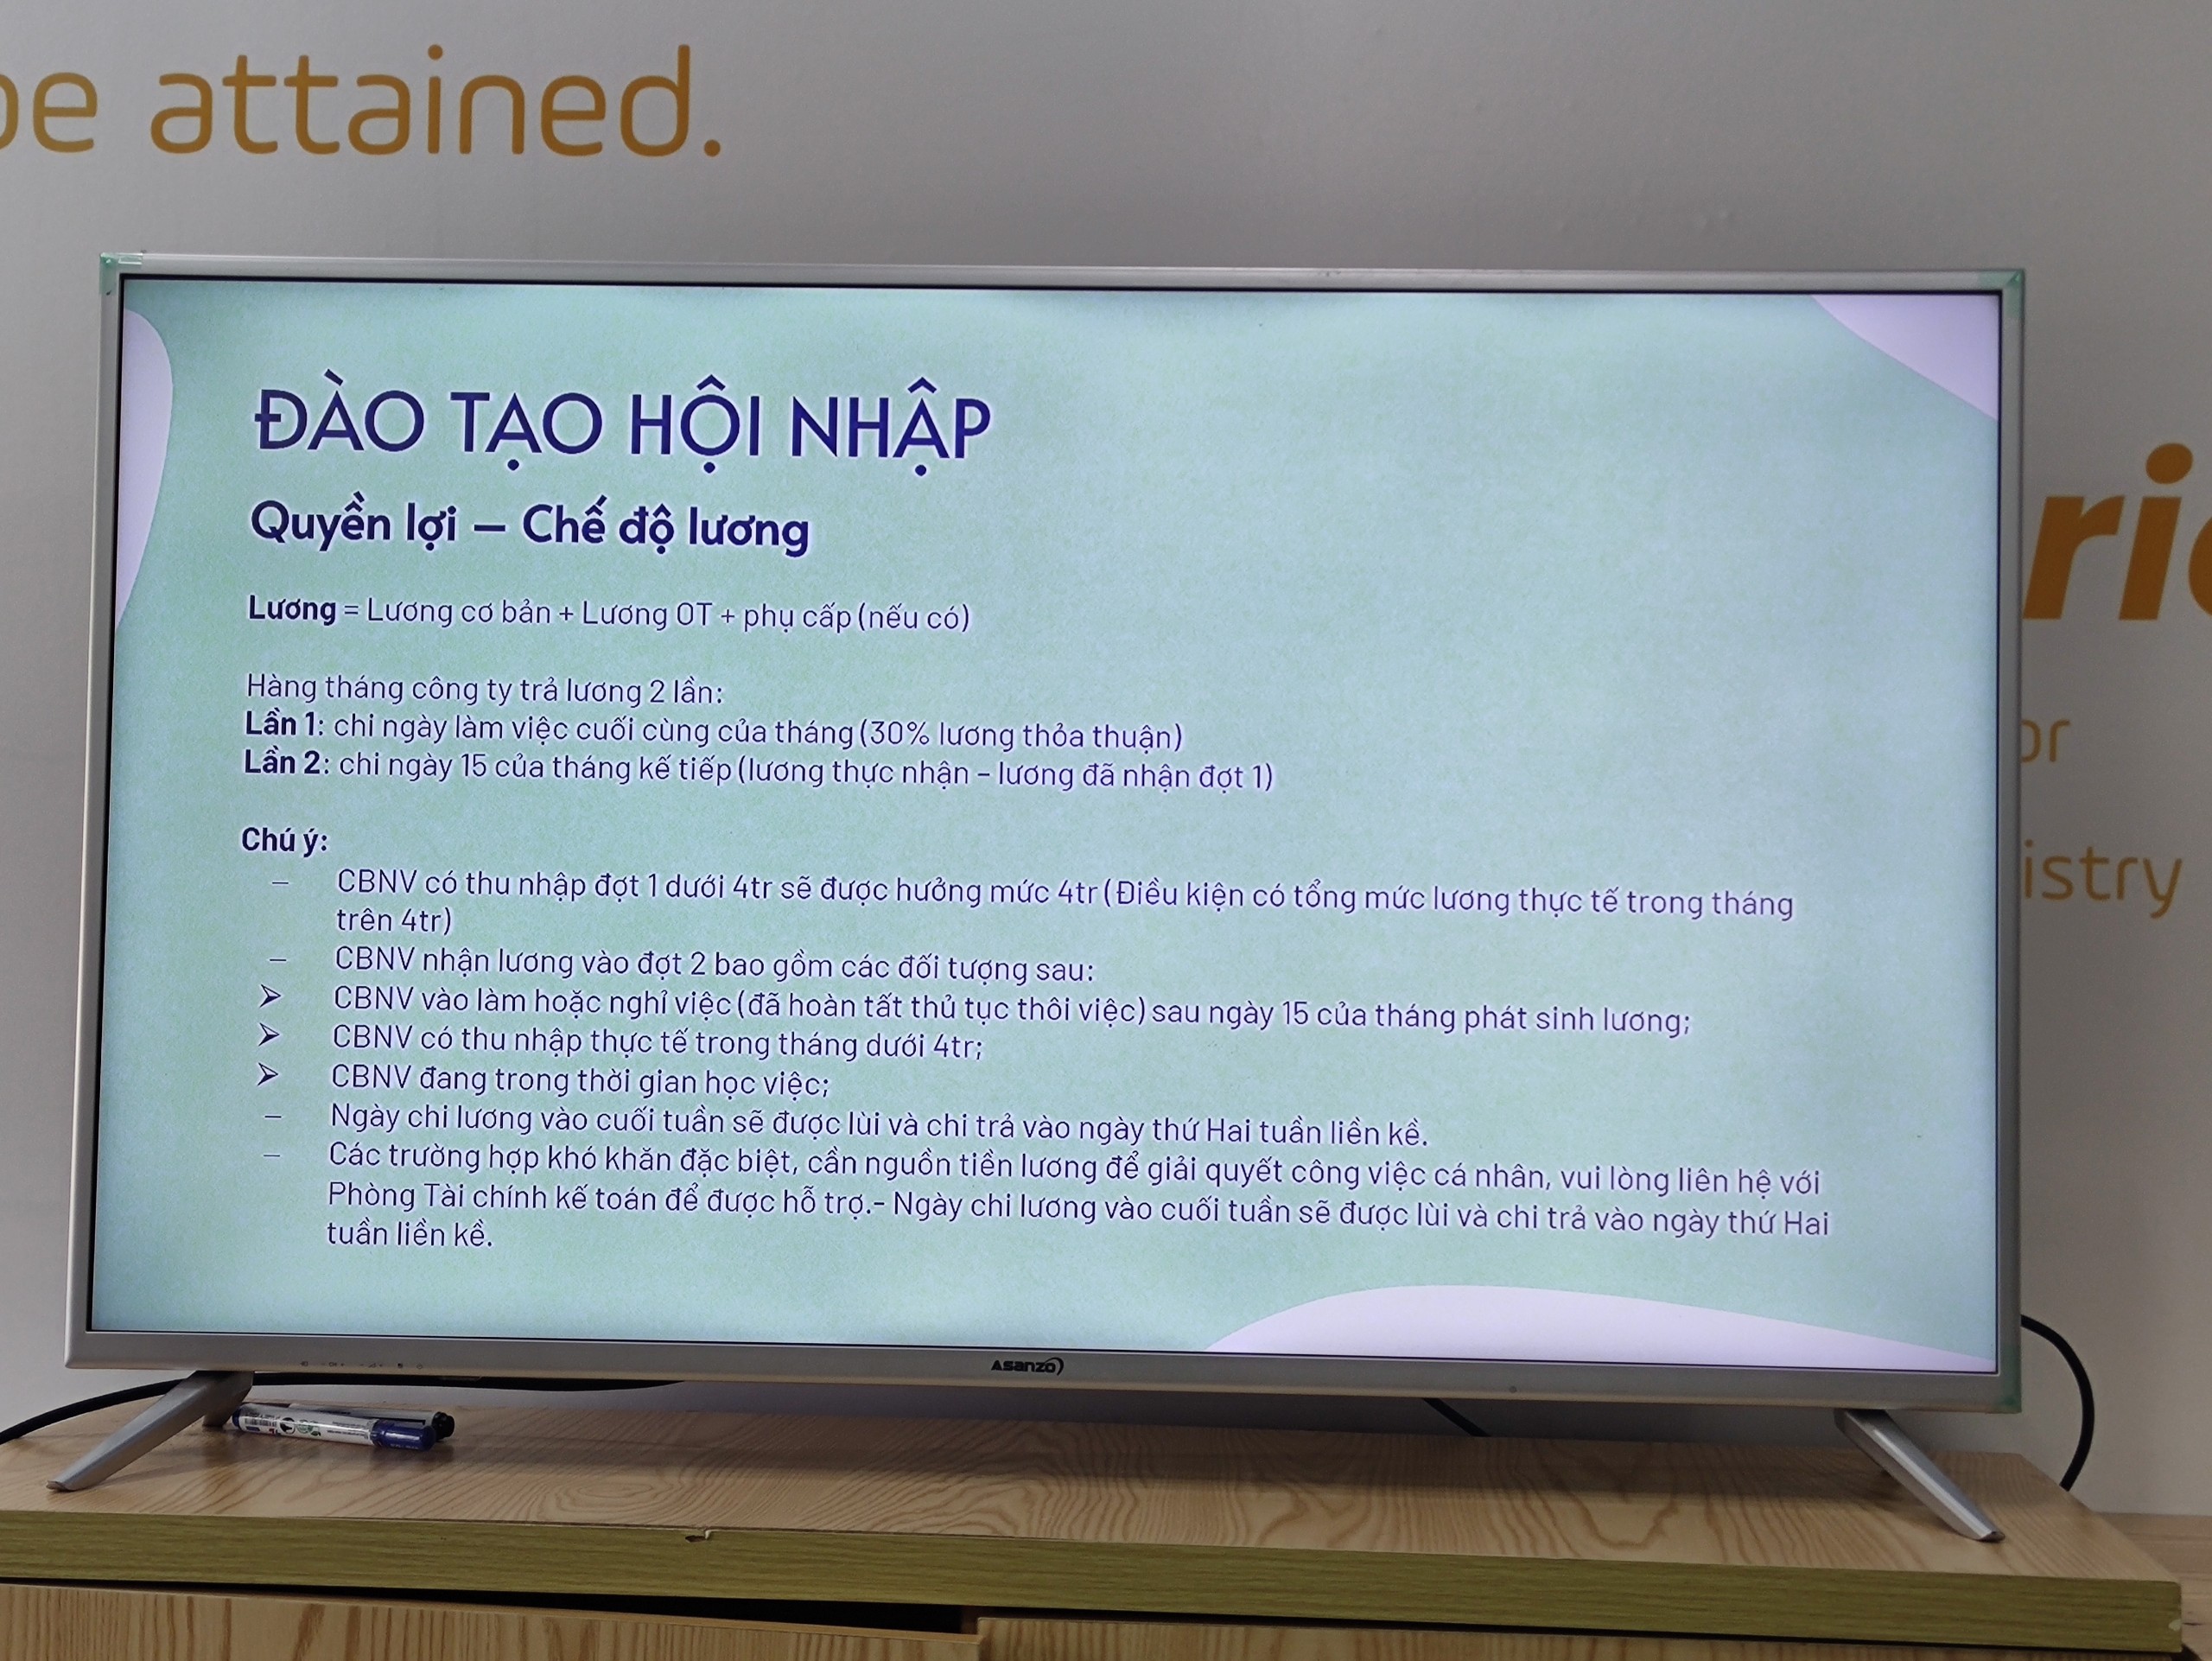 be attained.
ĐÀO TẠO HỘI NHẬP
Quyền lợi – Chế độ lương
Lương = Lương cơ bản + Lương OT + phụ cấp (nếu có)
Hàng tháng công ty trả lương 2 lần:
Lần 1: chi ngày làm việc cuối cùng của tháng (30% lương thỏa thuận)
Lần 2: chi ngày 15 của tháng kế tiếp (lương thực nhận – lương đã nhận đợt 1)
Chú ý:
– CBNV có thu nhập đợt 1 dưới 4tr sẽ được hưởng mức 4tr (Điều kiện có tổng mức lương thực tế trong tháng
trên 4tr)
– CBNV nhận lương vào đợt 2 bao gồm các đối tượng sau:
➢ CBNV vào làm hoặc nghỉ việc (đã hoàn tất thủ tục thôi việc) sau ngày 15 của tháng phát sinh lương;
➢ CBNV có thu nhập thực tế trong tháng dưới 4tr;
➢ CBNV đang trong thời gian học việc;
– Ngày chi lương vào cuối tuần sẽ được lùi và chi trả vào ngày thứ Hai tuần liền kề.
– Các trường hợp khó khăn đặc biệt, cần nguồn tiền lương để giải quyết công việc cá nhân, vui lòng liên hệ với
Phòng Tài chính kế toán để được hỗ trợ.- Ngày chi lương vào cuối tuần sẽ được lùi và chi trả vào ngày thứ Hai
tuần liền kề.
Asanzo
or
istry